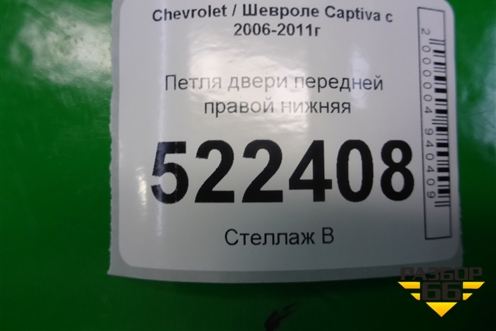 Chevrolet / Шевроле Captiva с
2006-2011г
Петля двери передней
правой нижняя
522408
Стеллаж В
2000004940409
РАЗБОР
66